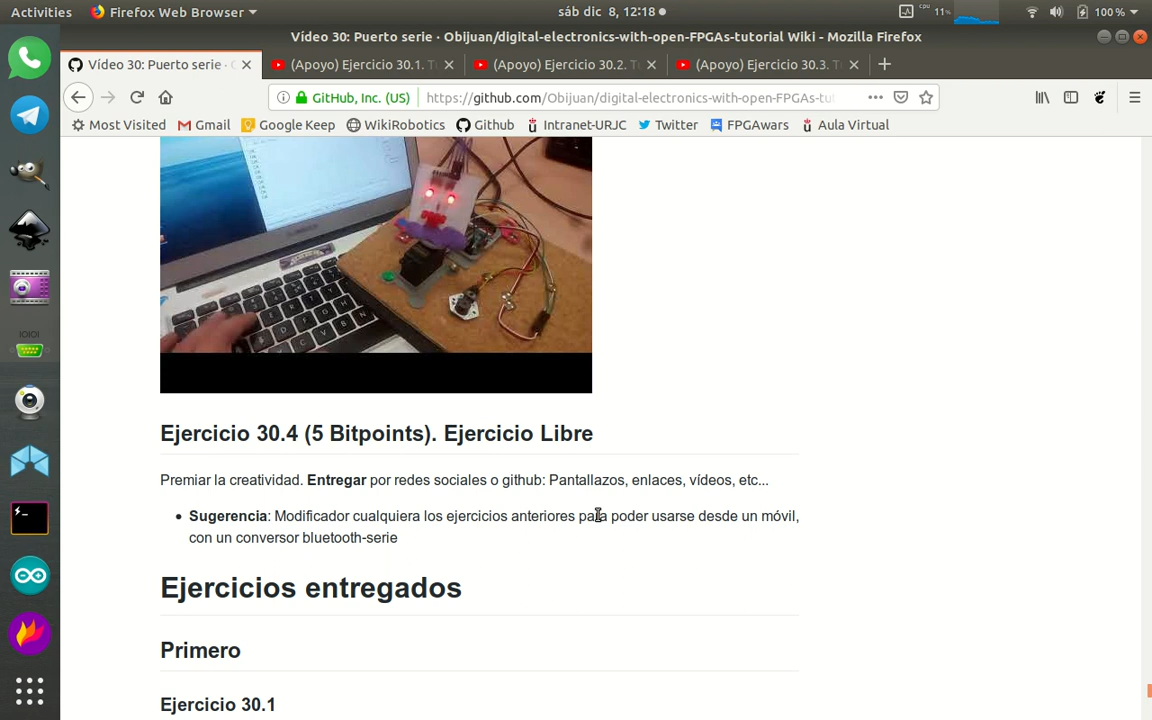 Activities Firefox Web Browser sáb dic 8, 12:18 cpu 11% 100%
Vídeo 30: Puerto serie · Obijuan/digital-electronics-with-open-FPGAs-tutorial Wiki - Mozilla Firefox
Vídeo 30: Puerto serie · (Apoyo) Ejercicio 30.1. (Apoyo) Ejercicio 30.2. (Apoyo) Ejercicio 30.3.
GitHub, Inc. (US) https://github.com/Obijuan/digital-electronics-with-open-FPGAs-tut
Most Visited Gmail Google Keep WikiRobotics Github Intranet-URJC Twitter FPGAwars Aula Virtual
Ejercicio 30.4 (5 Bitpoints). Ejercicio Libre
Premiar la creatividad. Entregar por redes sociales o github: Pantallazos, enlaces, vídeos, etc...
• Sugerencia: Modificador cualquiera los ejercicios anteriores para poder usarse desde un móvil,
con un conversor bluetooth-serie
Ejercicios entregados
Primero
Ejercicio 30.1